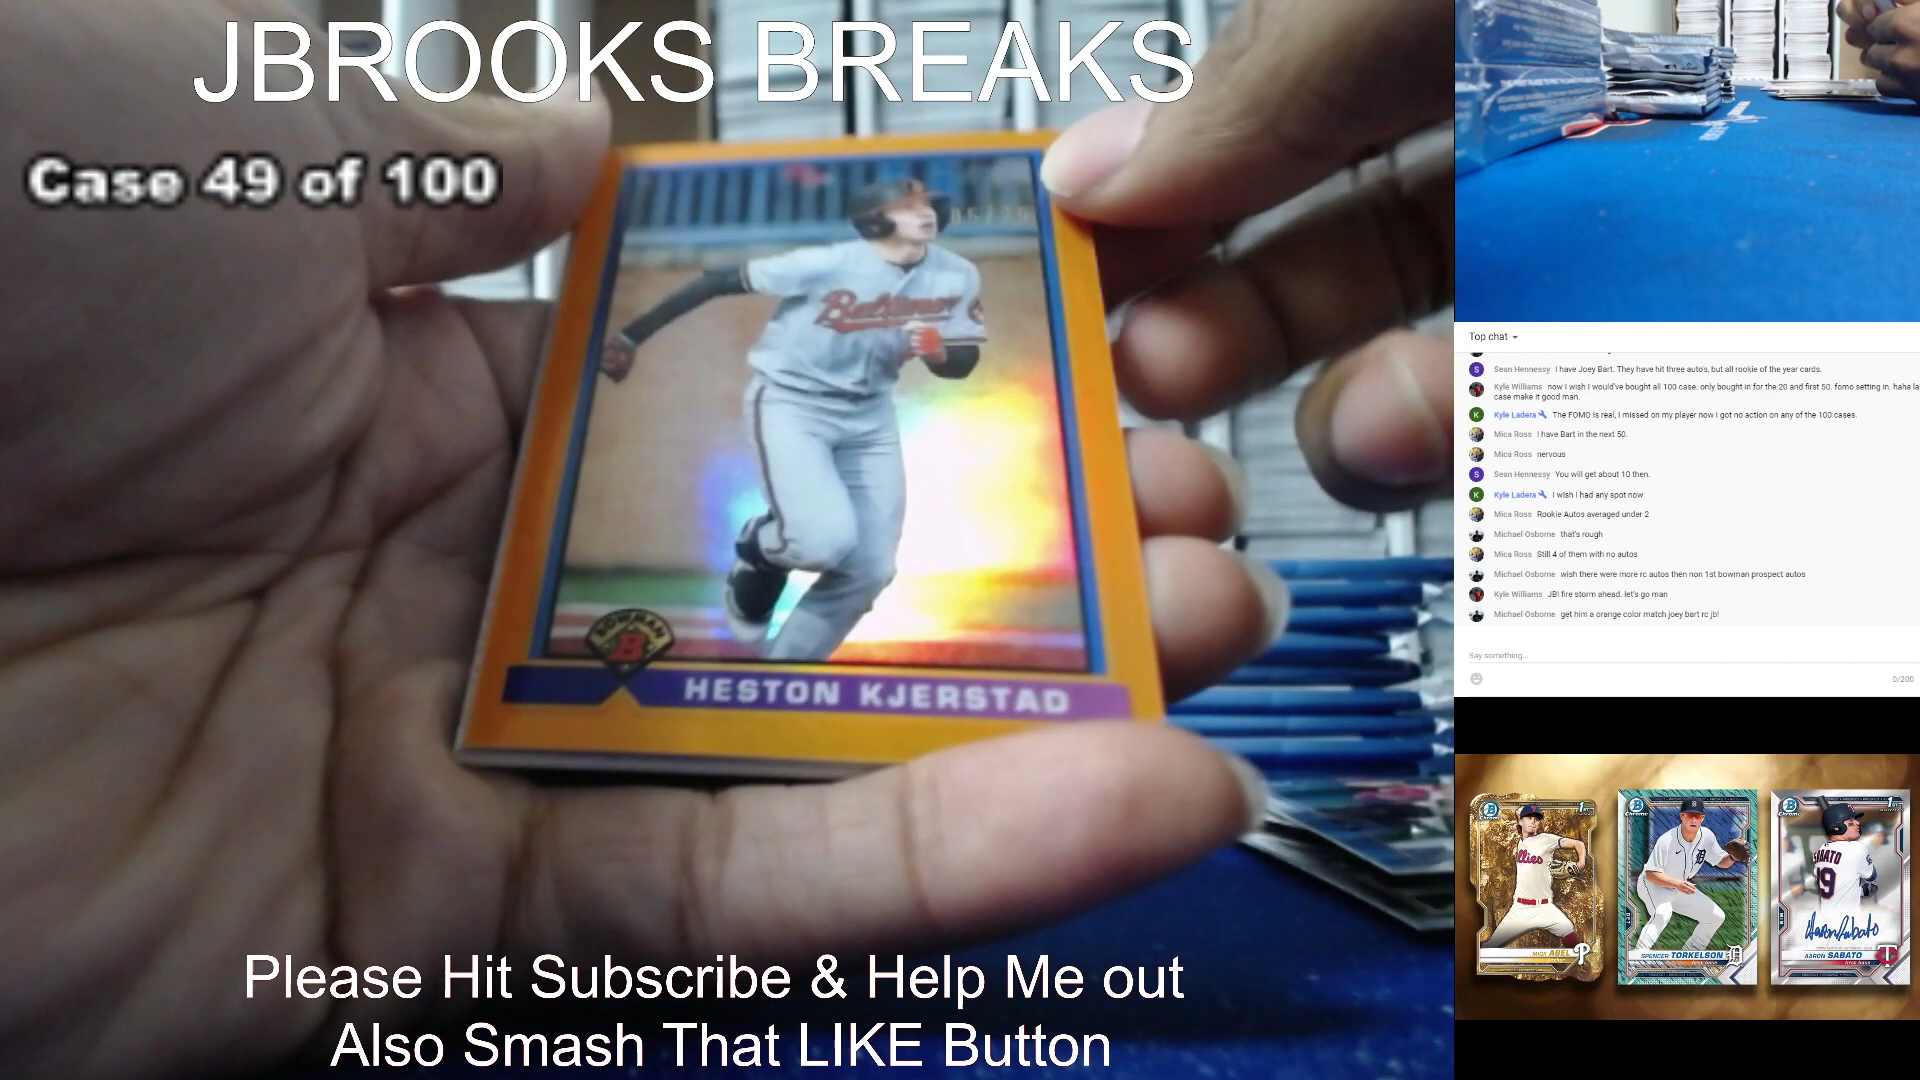 JBROOKS BREAKS
Case 49 of 100
Baltimore
BOWMAN
B
HESTON KJERSTAD
Please Hit Subscribe & Help Me out
Also Smash That LIKE Button
Top chat
Sean Hennessy I have Joey Bart. They have hit three auto's, but all rookie of the year cards.
Kyle Williams now I wish I would've bought all 100 case. only bought in for the 20 and first 50. fomo setting in. haha la
case make it good man.
Kyle Ladera The FOMO is real, I missed on my player now I got no action on any of the 100 cases.
Mica Ross I have Bart in the next 50.
Mica Ross nervous
Sean Hennessy You will get about 10 then.
Kyle Ladera I wish I had any spot now
Mica Ross Rookie Autos averaged under 2
Michael Osborne that's rough
Mica Ross Still 4 of them with no autos
Michael Osborne wish there were more rc autos then non 1st bowman prospect autos
Kyle Williams JB! fire storm ahead. let's go man
Michael Osborne get him a orange color match joey bart rc jb!
Say something...
0/200
MICK ABEL
SPENCER TORKELSON
SABATO
19
AARON SABATO